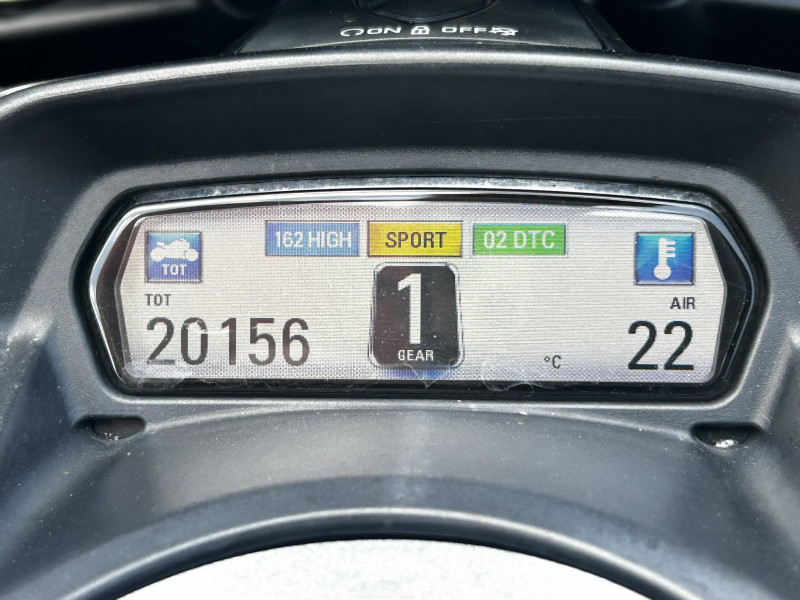 ON OFF
162 HIGH SPORT 02 DTC
TOT
TOT AIR
20156 1 °C 22
GEAR